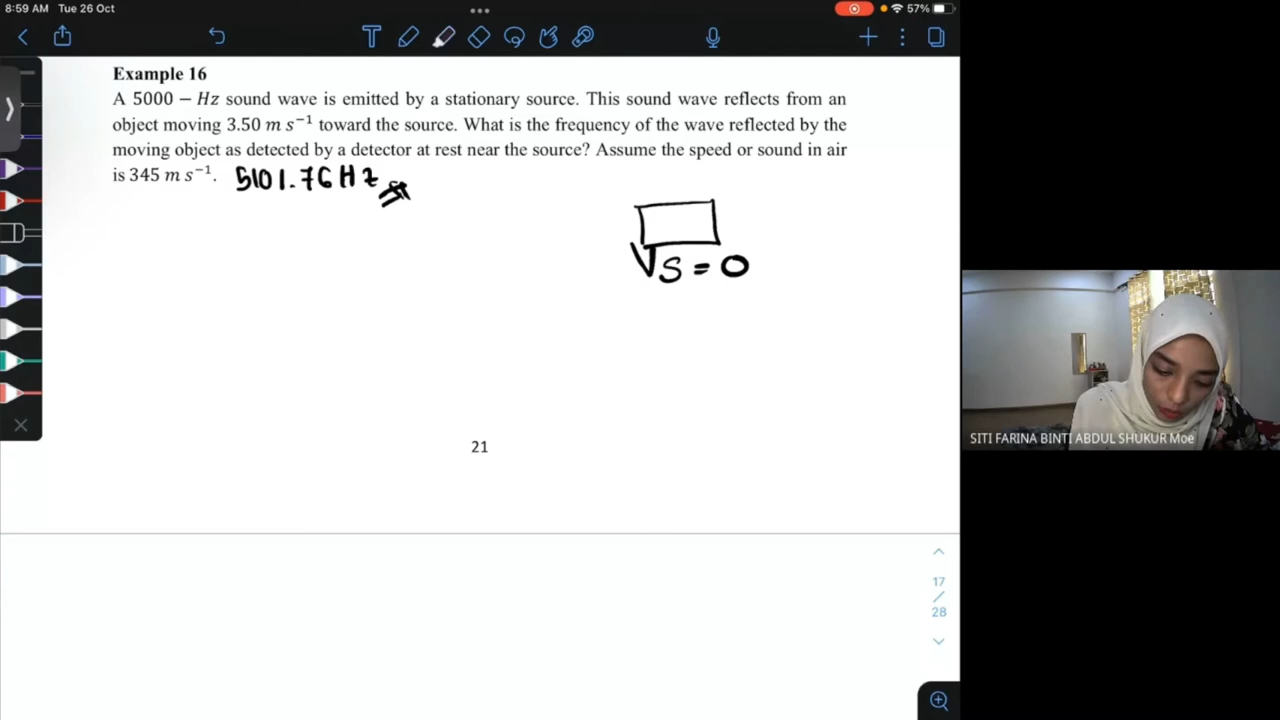 8:59 AM Tue 26 Oct
57%
T
Example 16
A 5000 − Hz sound wave is emitted by a stationary source. This sound wave reflects from an
object moving 3.50 m s⁻¹ toward the source. What is the frequency of the wave reflected by the
moving object as detected by a detector at rest near the source? Assume the speed or sound in air
is 345 m s⁻¹. 5101.76 Hz
Vs = 0
21
17
/
28
SITI FARINA BINTI ABDUL SHUKUR Moe